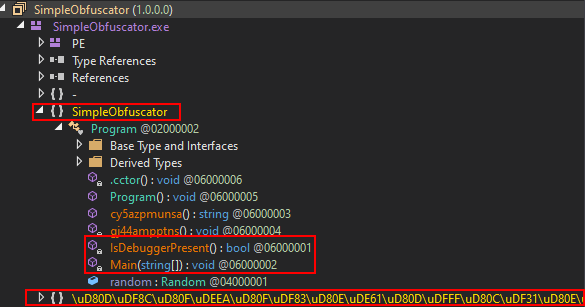 SimpleObfuscator (1.0.0.0)
SimpleObfuscator.exe
PE
Type References
References
{ } -
{ } SimpleObfuscator
Program @02000002
Base Type and Interfaces
Derived Types
.cctor() : void @06000006
Program() : void @06000005
cy5azpmunsa() : string @06000003
gj44ampptns() : void @06000004
IsDebuggerPresent() : bool @06000001
Main(string[]) : void @06000002
random : Random @04000001
{ } \uD80D\uDF8C\uD80F\uDEEA\uD80F\uDF83\uD80E\uDE61\uD80D\uDFFF\uD80C\uDF31\uD80E\